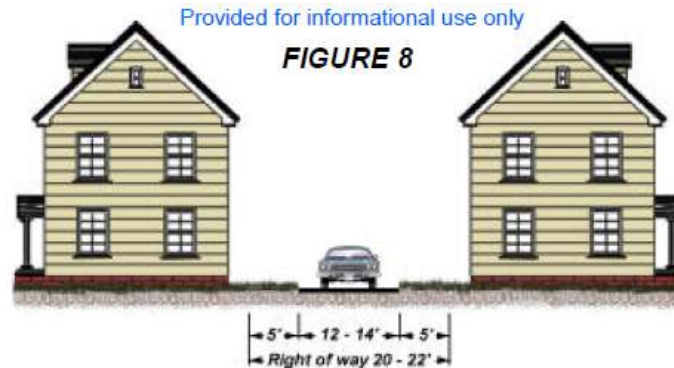 Provided for informational use only
FIGURE 8
5' 12 - 14' 5'
Right of way 20 - 22'